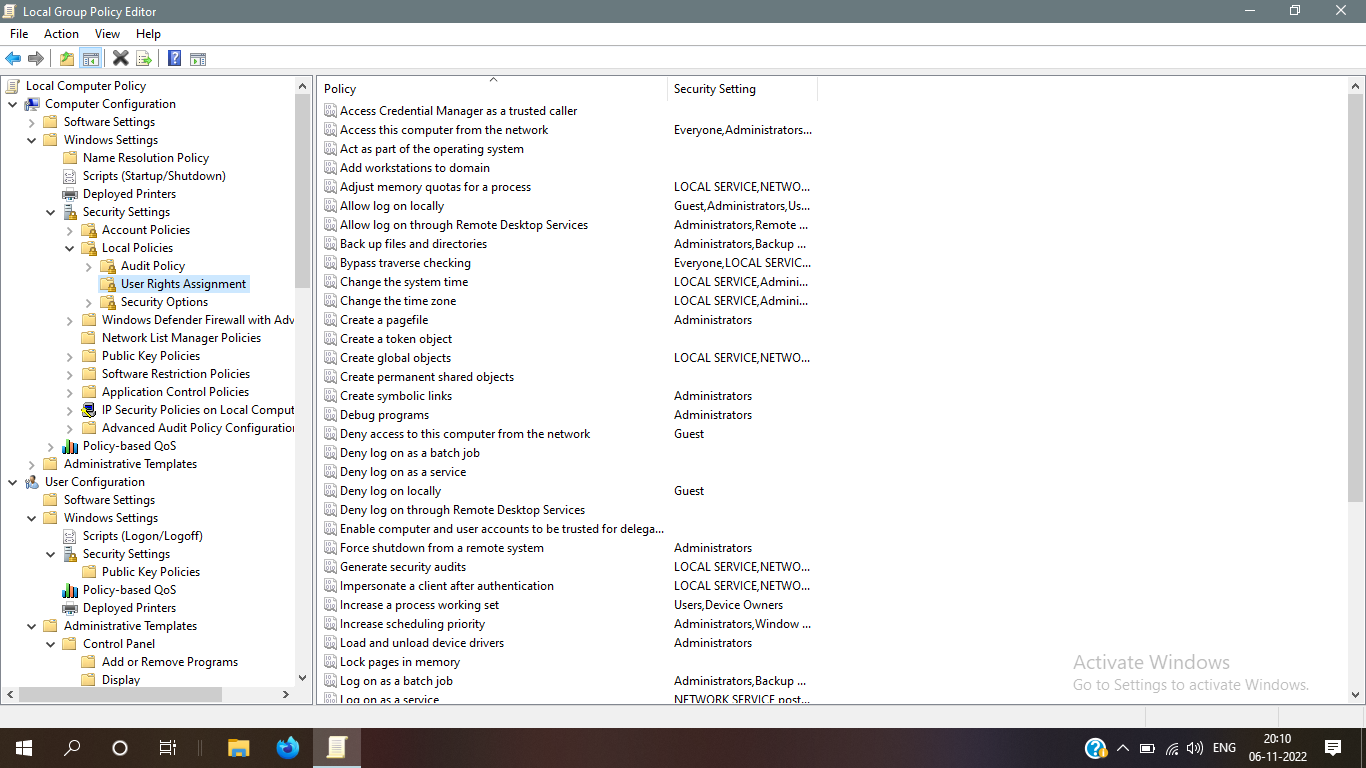 Local Group Policy Editor
File Action View Help
Local Computer Policy
Computer Configuration
Software Settings
Windows Settings
Name Resolution Policy
Scripts (Startup/Shutdown)
Deployed Printers
Security Settings
Account Policies
Local Policies
Audit Policy
User Rights Assignment
Security Options
Windows Defender Firewall with Adv
Network List Manager Policies
Public Key Policies
Software Restriction Policies
Application Control Policies
IP Security Policies on Local Comput
Advanced Audit Policy Configuration
Policy-based QoS
Administrative Templates
User Configuration
Software Settings
Windows Settings
Scripts (Logon/Logoff)
Security Settings
Public Key Policies
Policy-based QoS
Deployed Printers
Administrative Templates
Control Panel
Add or Remove Programs
Display
Policy Security Setting
Access Credential Manager as a trusted caller
Access this computer from the network Everyone,Administrators...
Act as part of the operating system
Add workstations to domain
Adjust memory quotas for a process LOCAL SERVICE,NETWO...
Allow log on locally Guest,Administrators,Us...
Allow log on through Remote Desktop Services Administrators,Remote ...
Back up files and directories Administrators,Backup ...
Bypass traverse checking Everyone,LOCAL SERVIC...
Change the system time LOCAL SERVICE,Admini...
Change the time zone LOCAL SERVICE,Admini...
Create a pagefile Administrators
Create a token object
Create global objects LOCAL SERVICE,NETWO...
Create permanent shared objects
Create symbolic links Administrators
Debug programs Administrators
Deny access to this computer from the network Guest
Deny log on as a batch job
Deny log on as a service
Deny log on locally Guest
Deny log on through Remote Desktop Services
Enable computer and user accounts to be trusted for delega...
Force shutdown from a remote system Administrators
Generate security audits LOCAL SERVICE,NETWO...
Impersonate a client after authentication LOCAL SERVICE,NETWO...
Increase a process working set Users,Device Owners
Increase scheduling priority Administrators,Window ...
Load and unload device drivers Administrators
Lock pages in memory
Log on as a batch job Administrators,Backup ...
Log on as a service NETWORK SERVICE post...
Activate Windows
Go to Settings to activate Windows.
ENG
20:10
06-11-2022